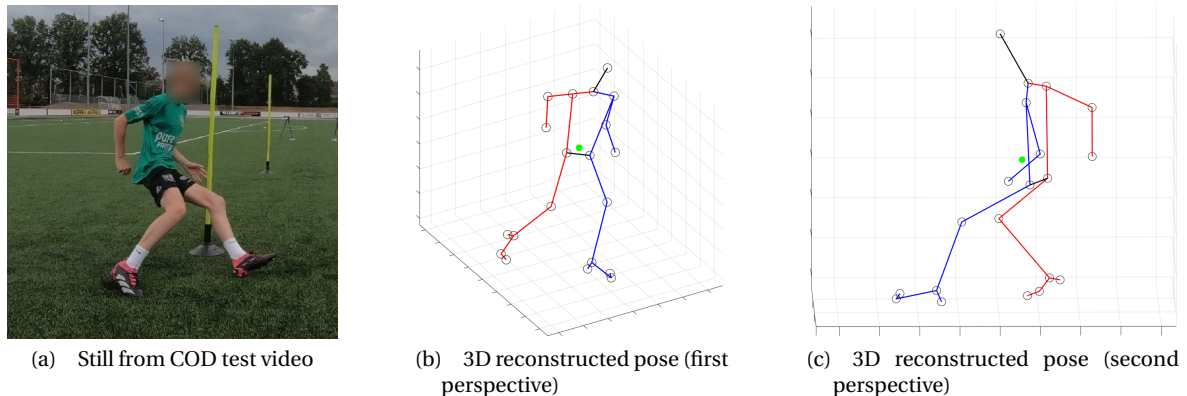 pure
(a) Still from COD test video
(b) 3D reconstructed pose (first
perspective)
(c) 3D reconstructed pose (second
perspective)